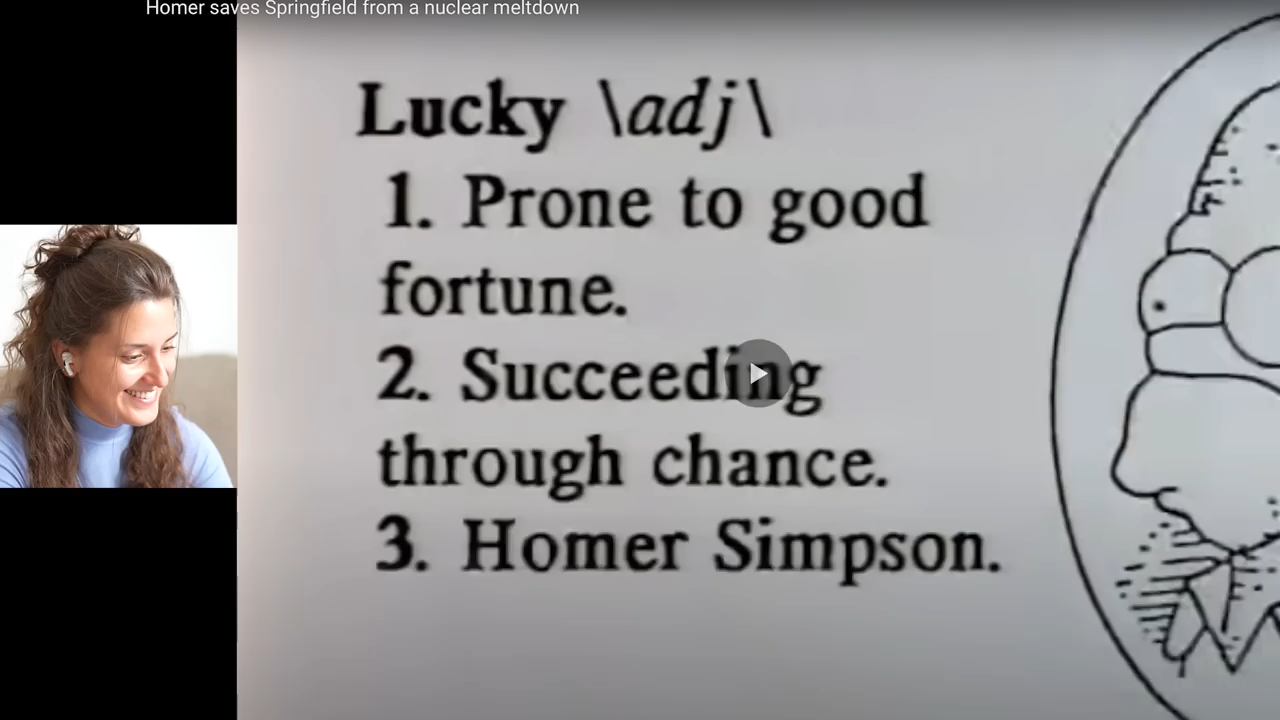 Homer saves Springfield from a nuclear meltdown
Lucky \adj\
1. Prone to good
fortune.
2. Succeeding
through chance.
3. Homer Simpson.